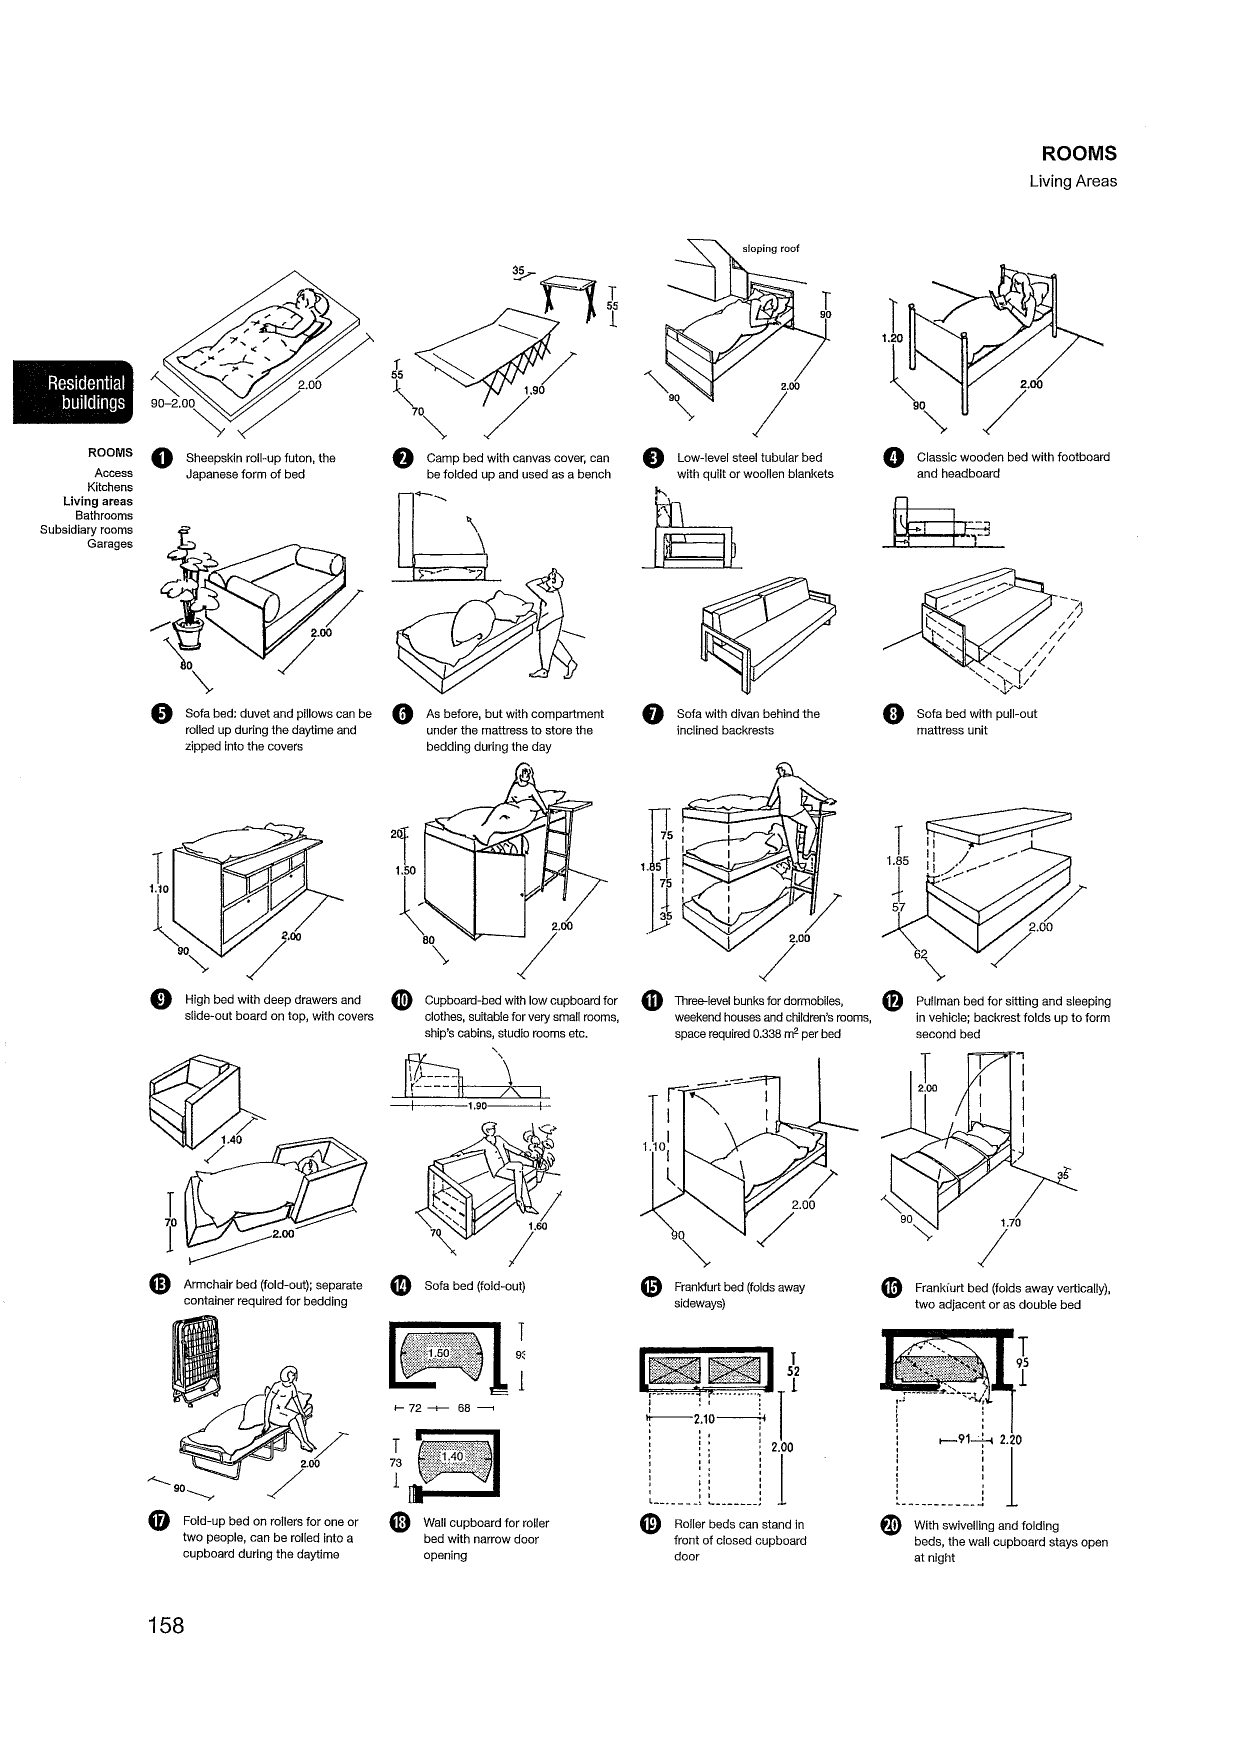 ROOMS
Living Areas
Residential
buildings
ROOMS
Access
Kitchens
Living areas
Bathrooms
Subsidiary rooms
Garages
90–2.00
2.00
1 Sheepskin roll-up futon, the
Japanese form of bed
35
55
55
70
1.90
2 Camp bed with canvas cover, can
be folded up and used as a bench
sloping roof
90
90
2.00
3 Low-level steel tubular bed
with quilt or woollen blankets
1.20
90
2.00
4 Classic wooden bed with footboard
and headboard
80
2.00
5 Sofa bed: duvet and pillows can be
rolled up during the daytime and
zipped into the covers
6 As before, but with compartment
under the mattress to store the
bedding during the day
7 Sofa with divan behind the
inclined backrests
8 Sofa bed with pull-out
mattress unit
1.10
90
2.00
9 High bed with deep drawers and
slide-out board on top, with covers
20
1.50
80
2.00
10 Cupboard-bed with low cupboard for
clothes, suitable for very small rooms,
ship's cabins, studio rooms etc.
75
1.85
75
35
2.00
11 Three-level bunks for dormobiles,
weekend houses and children's rooms,
space required 0.338 m² per bed
1.85
57
62
2.00
12 Pullman bed for sitting and sleeping
in vehicle; backrest folds up to form
second bed
1.40
70
2.00
13 Armchair bed (fold-out); separate
container required for bedding
1.90
70
1.60
14 Sofa bed (fold-out)
1.10
90
2.00
15 Frankfurt bed (folds away
sideways)
2.00
35
90
1.70
16 Frankfurt bed (folds away vertically),
two adjacent or as double bed
90
2.00
17 Fold-up bed on rollers for one or
two people, can be rolled into a
cupboard during the daytime
1.50
72 68
73
1.40
18 Wall cupboard for roller
bed with narrow door
opening
52
2.10
2.00
19 Roller beds can stand in
front of closed cupboard
door
95
91 2.20
20 With swivelling and folding
beds, the wall cupboard stays open
at night
158